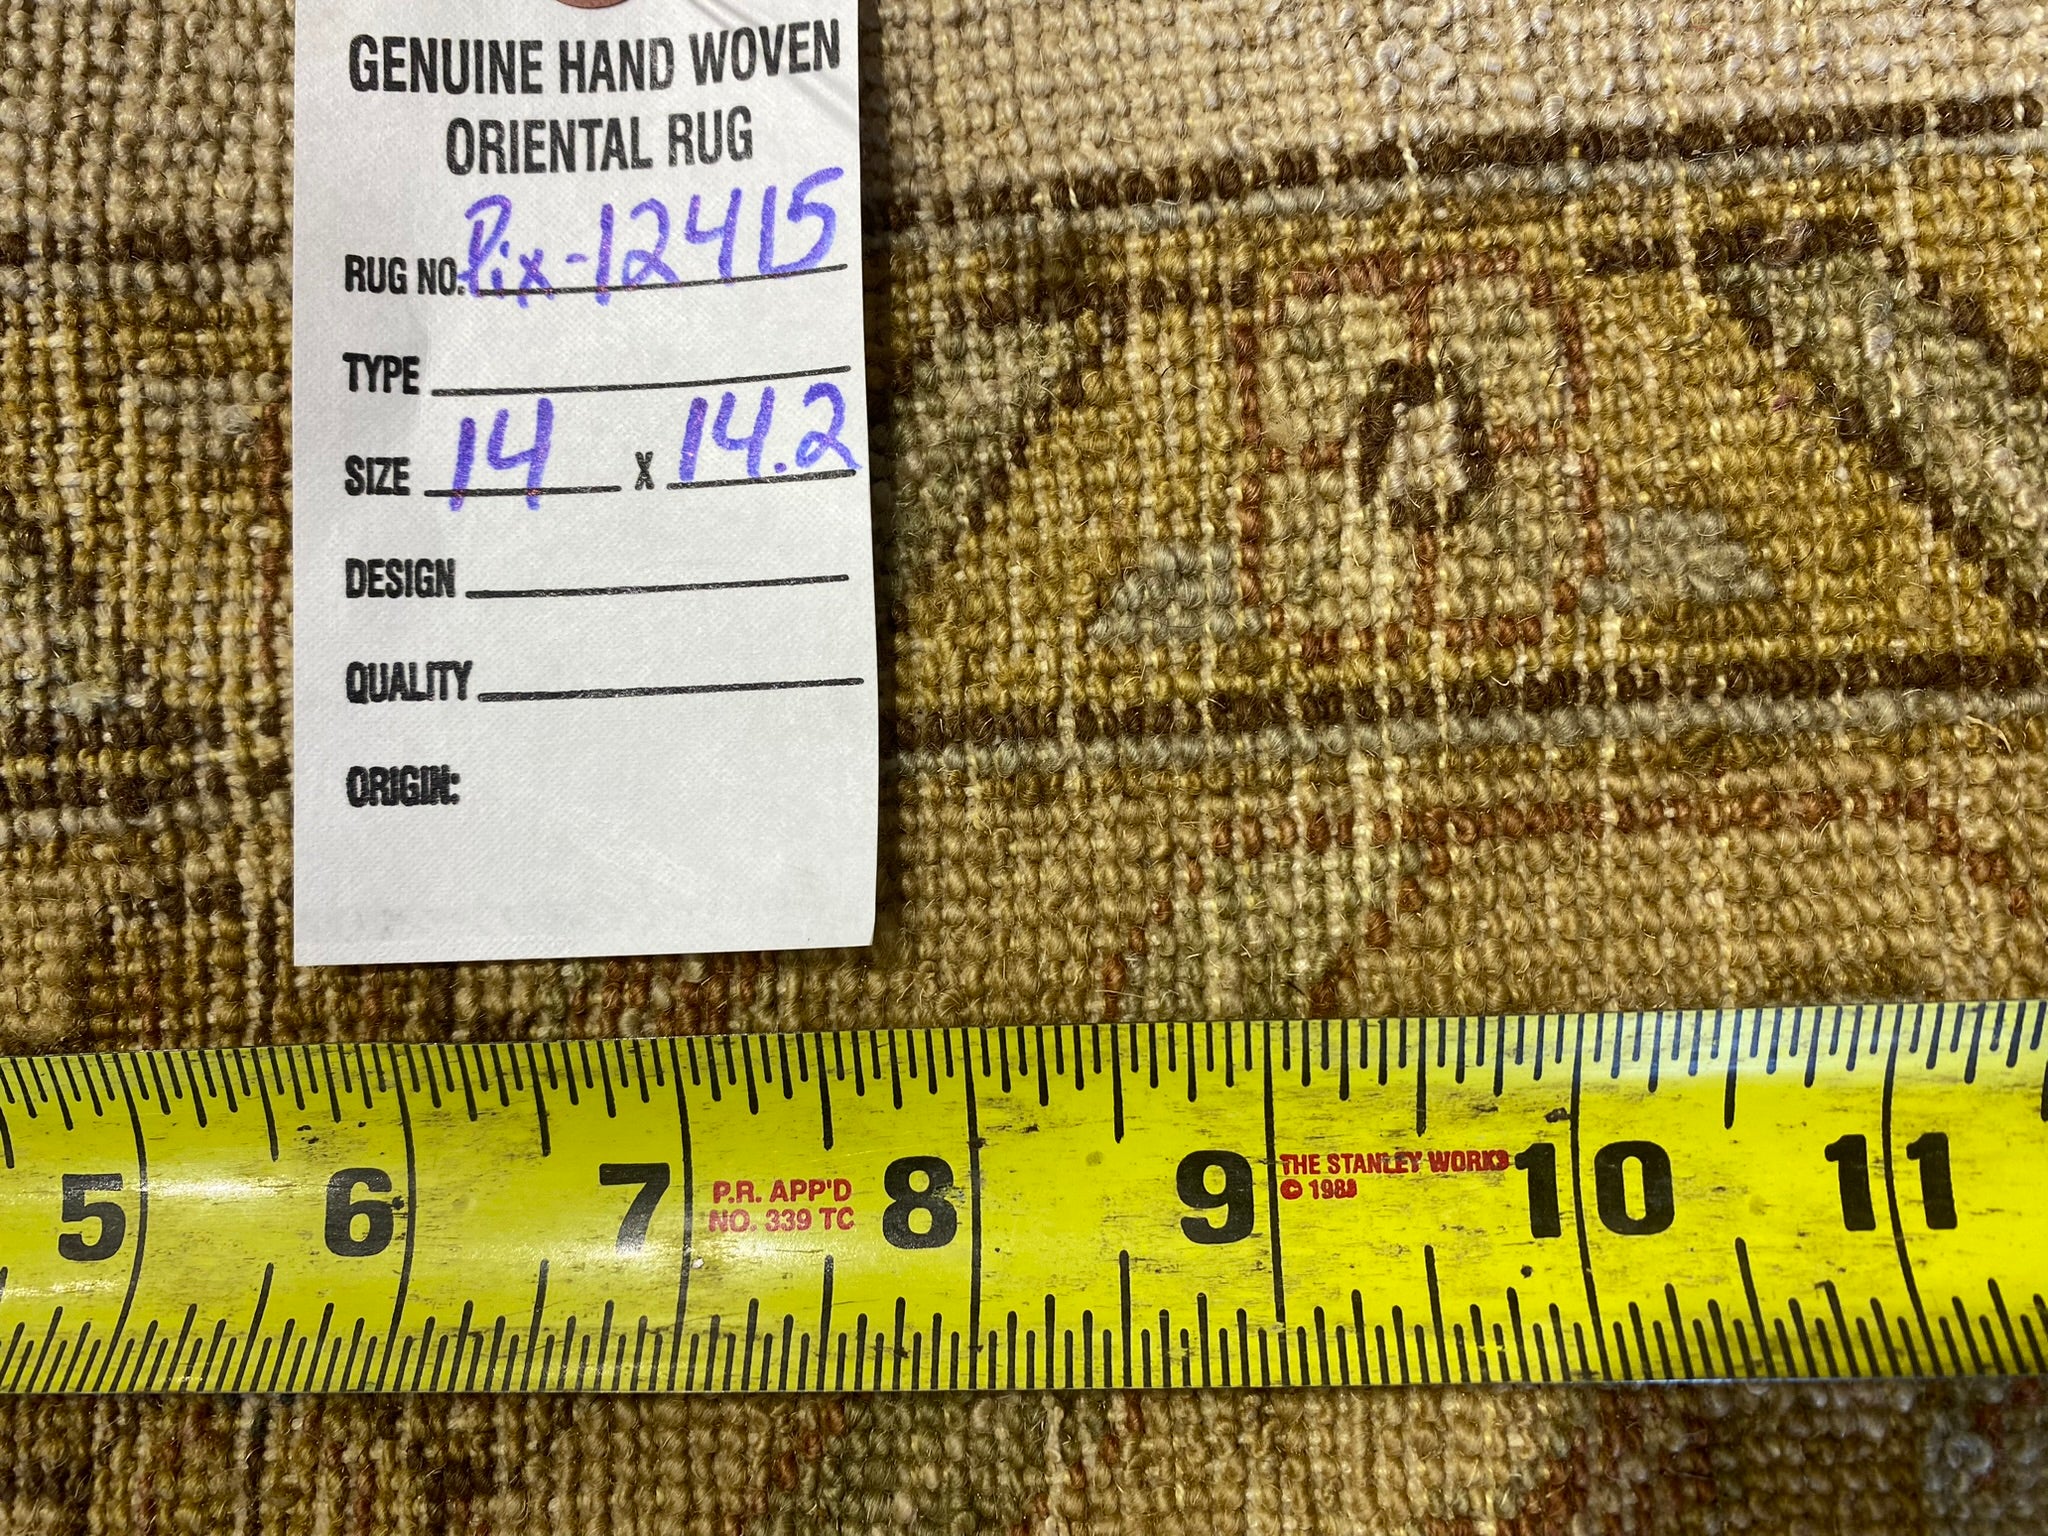 GENUINE HAND WOVEN
ORIENTAL RUG
RUG NO. Pix-12415
TYPE
SIZE 14 X 14.2
DESIGN
QUALITY
ORIGIN:
5 6 7 8 9 10 11
P.R. APP'D
NO. 339 TC
THE STANLEY WORKS
© 1988